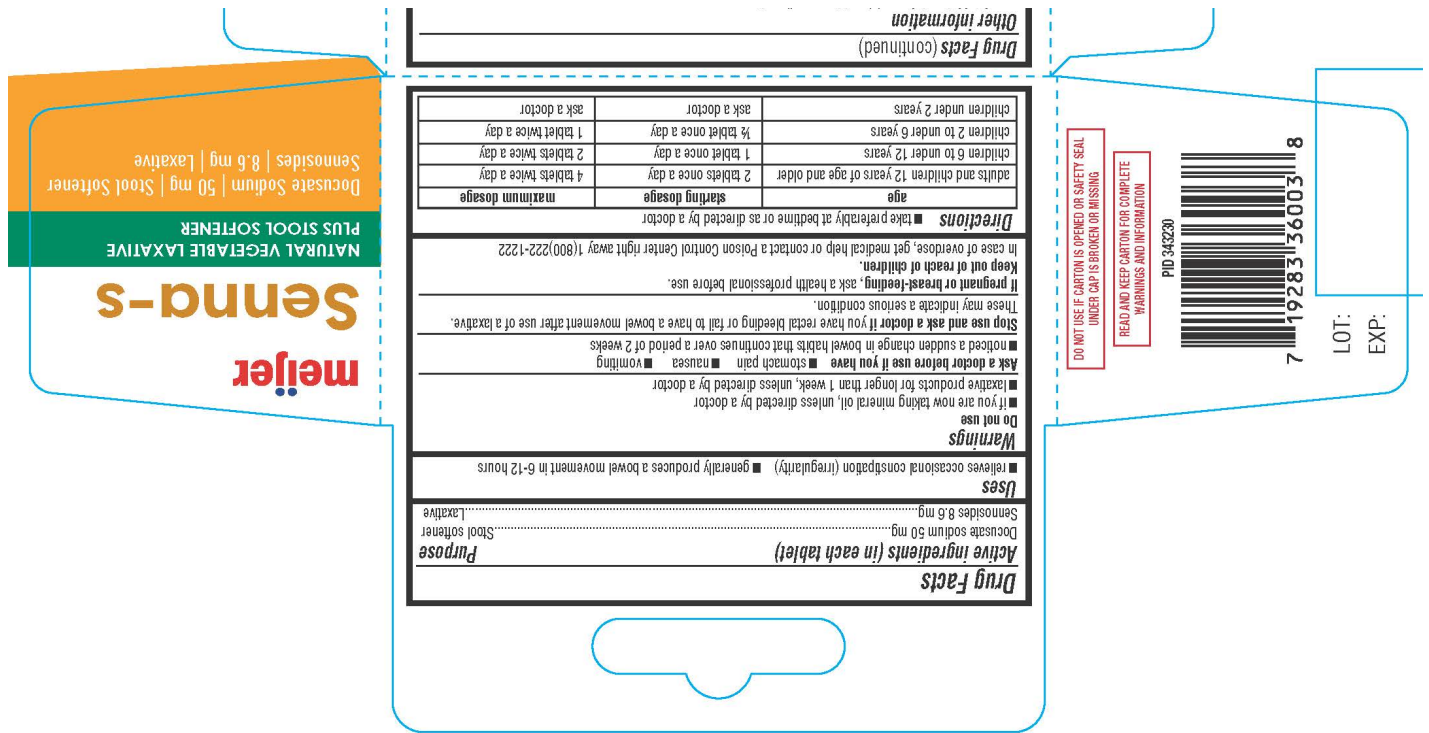 Drug Facts
Active ingredients (in each tablet) Purpose
Docusate sodium 50 mg......Stool softener
Sennosides 8.6 mg......Laxative
Uses
■ relieves occasional constipation (irregularity) ■ generally produces a bowel movement in 6-12 hours
Warnings
Do not use
■ if you are now taking mineral oil, unless directed by a doctor
■ laxative products for longer than 1 week, unless directed by a doctor
Ask a doctor before use if you have ■ stomach pain ■ nausea ■ vomiting
■ noticed a sudden change in bowel habits that continues over a period of 2 weeks
Stop use and ask a doctor if you have rectal bleeding or fail to have a bowel movement after use of a laxative.
These may indicate a serious condition.
If pregnant or breast-feeding, ask a health professional before use.
Keep out of reach of children.
In case of overdose, get medical help or contact a Poison Control Center right away 1(800)222-1222
Directions ■ take preferably at bedtime or as directed by a doctor
age starting dosage maximum dosage
adults and children 12 years of age and older 2 tablets once a day 4 tablets twice a day
children 6 to under 12 years 1 tablet once a day 2 tablets twice a day
children 2 to under 6 years ½ tablet once a day 1 tablet twice a day
children under 2 years ask a doctor ask a doctor
Drug Facts (continued)
Other information
meijer
Senna-s
NATURAL VEGETABLE LAXATIVE
PLUS STOOL SOFTENER
Docusate Sodium | 50 mg | Stool Softener
Sennosides | 8.6 mg | Laxative
DO NOT USE IF CARTON IS OPENED OR SAFETY SEAL
UNDER CAP IS BROKEN OR MISSING
READ AND KEEP CARTON FOR COMPLETE
WARNINGS AND INFORMATION
PID 343230
7 19283 36003 8
LOT:
EXP: